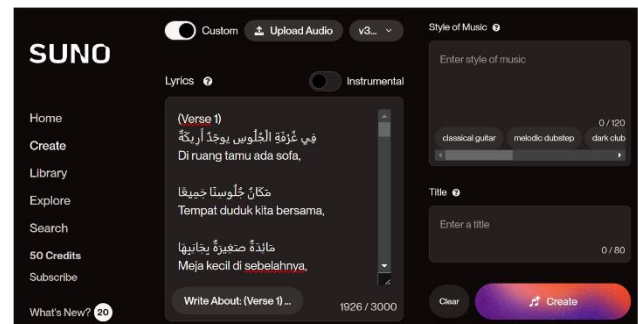 SUNO
Home
Create
Library
Explore
Search
50 Credits
Subscribe
What's New? 20
Custom
Upload Audio
v3...
Lyrics
Instrumental
(Verse 1)
فِي غُرْفَةِ الْجُلُوسِ يوجَدُ أَرِيكَةٌ
Di ruang tamu ada sofa,
مَكَانُ جُلُوسِنَا جَمِيعًا
Tempat duduk kita bersama,
مَائِدَةٌ صَغِيرَةٌ بِجَانِبِهَا
Meja kecil di sebelahnya,
Write About: (Verse 1) ...
1926 / 3000
Style of Music
Enter style of music
0 / 120
classical guitar
melodic dubstep
dark club
Title
Enter a title
0 / 80
Clear
Create